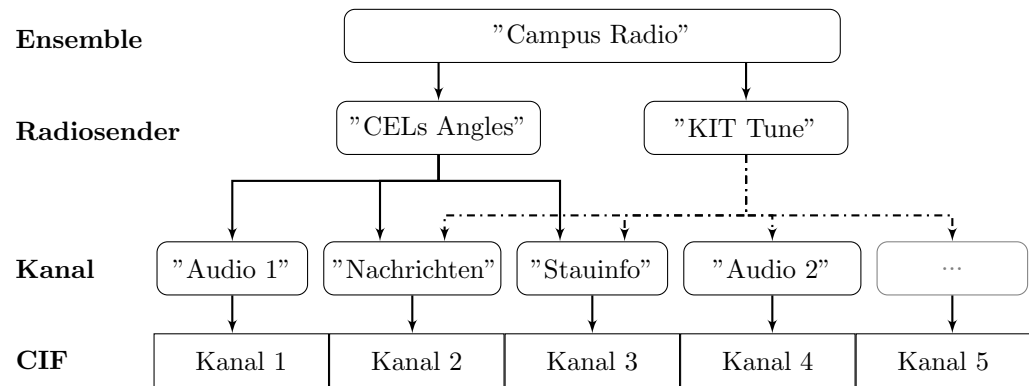 Ensemble ”Campus Radio”
Radiosender ”CELs Angles” ”KIT Tune”
Kanal ”Audio 1” ”Nachrichten” ”Stauinfo” ”Audio 2” ...
CIF Kanal 1 Kanal 2 Kanal 3 Kanal 4 Kanal 5